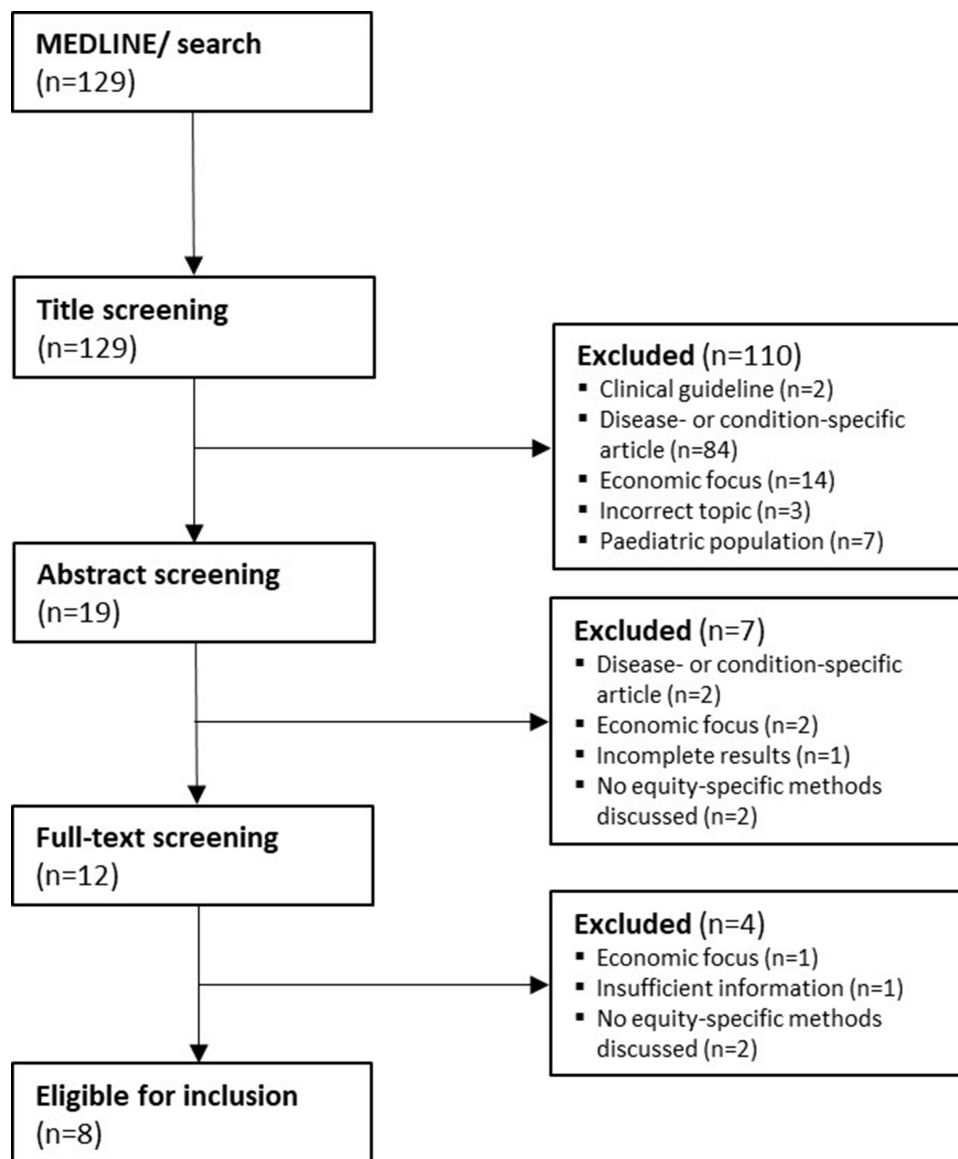 MEDLINE/ search
(n=129)
Title screening
(n=129)
Excluded (n=110)
▪ Clinical guideline (n=2)
▪ Disease- or condition-specific
article (n=84)
▪ Economic focus (n=14)
▪ Incorrect topic (n=3)
▪ Paediatric population (n=7)
Abstract screening
(n=19)
Excluded (n=7)
▪ Disease- or condition-specific
article (n=2)
▪ Economic focus (n=2)
▪ Incomplete results (n=1)
▪ No equity-specific methods
discussed (n=2)
Full-text screening
(n=12)
Excluded (n=4)
▪ Economic focus (n=1)
▪ Insufficient information (n=1)
▪ No equity-specific methods
discussed (n=2)
Eligible for inclusion
(n=8)